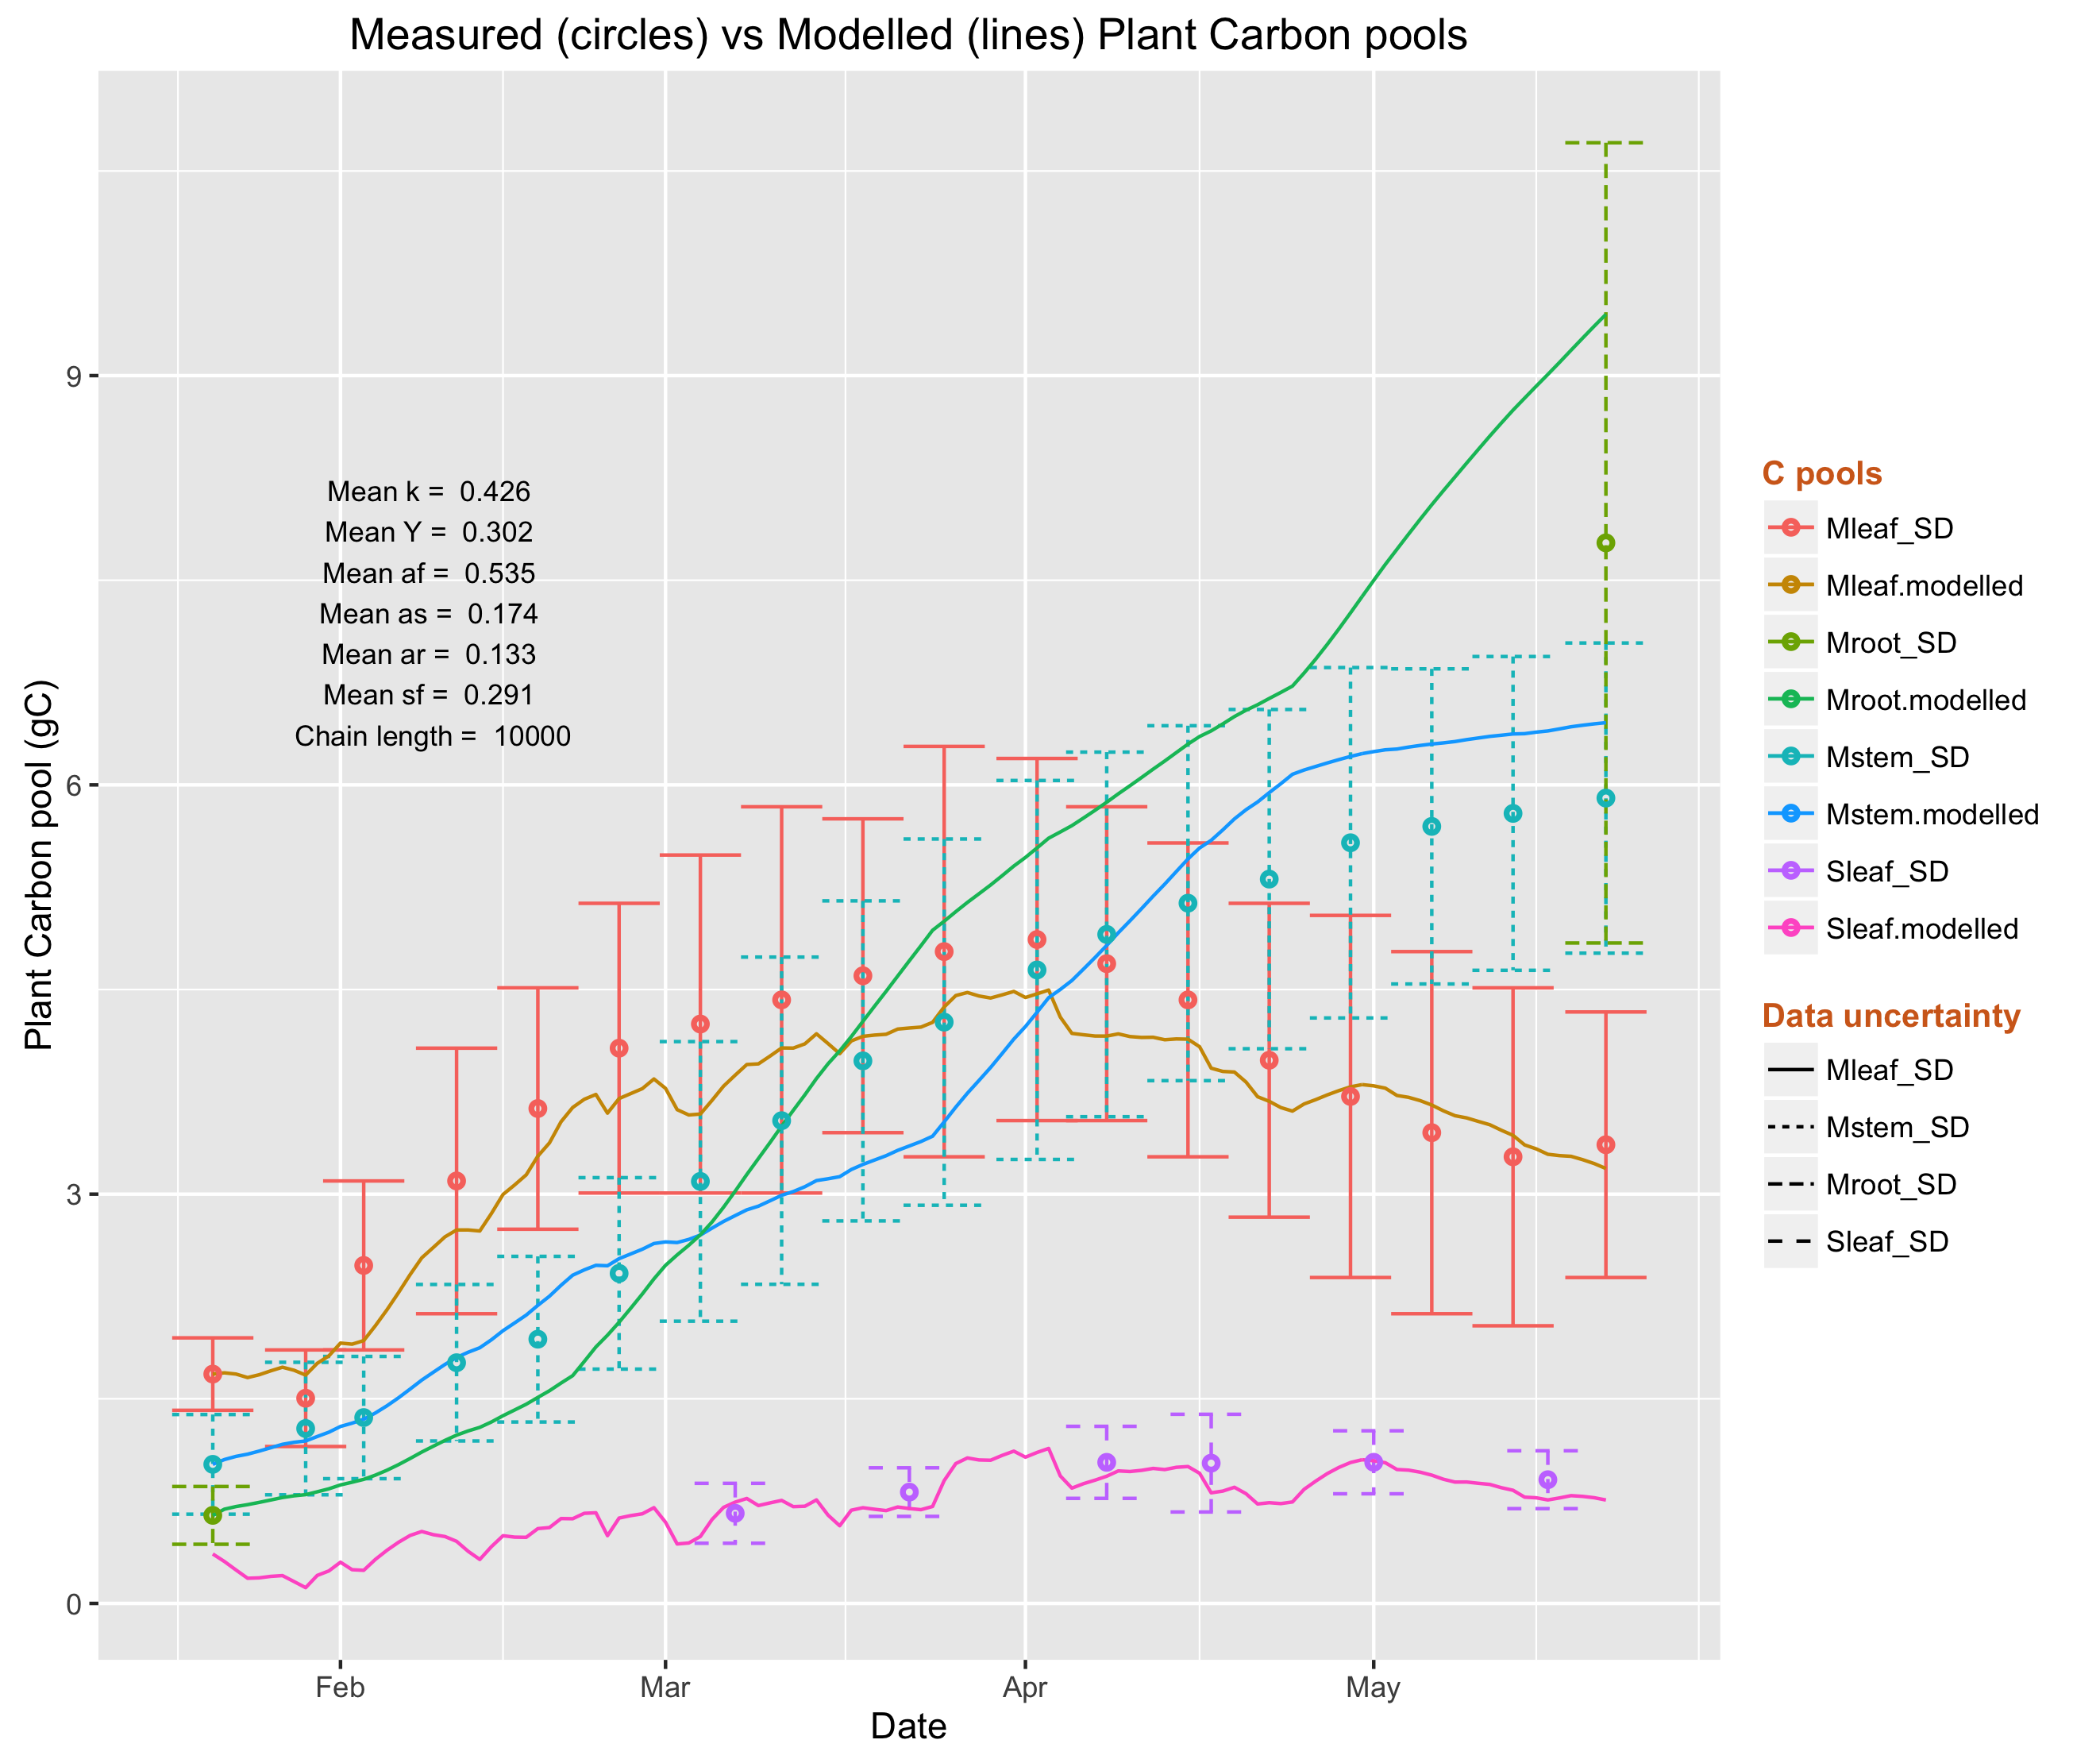 Measured (circles) vs Modelled (lines) Plant Carbon pools
Plant Carbon pool (gC)
9
6
3
0
Mean k = 0.426
Mean Y = 0.302
Mean af = 0.535
Mean as = 0.174
Mean ar = 0.133
Mean sf = 0.291
Chain length = 10000
Feb
Mar
Apr
May
Date
C pools
Mleaf_SD
Mleaf.modelled
Mroot_SD
Mroot.modelled
Mstem_SD
Mstem.modelled
Sleaf_SD
Sleaf.modelled
Data uncertainty
Mleaf_SD
Mstem_SD
Mroot_SD
Sleaf_SD